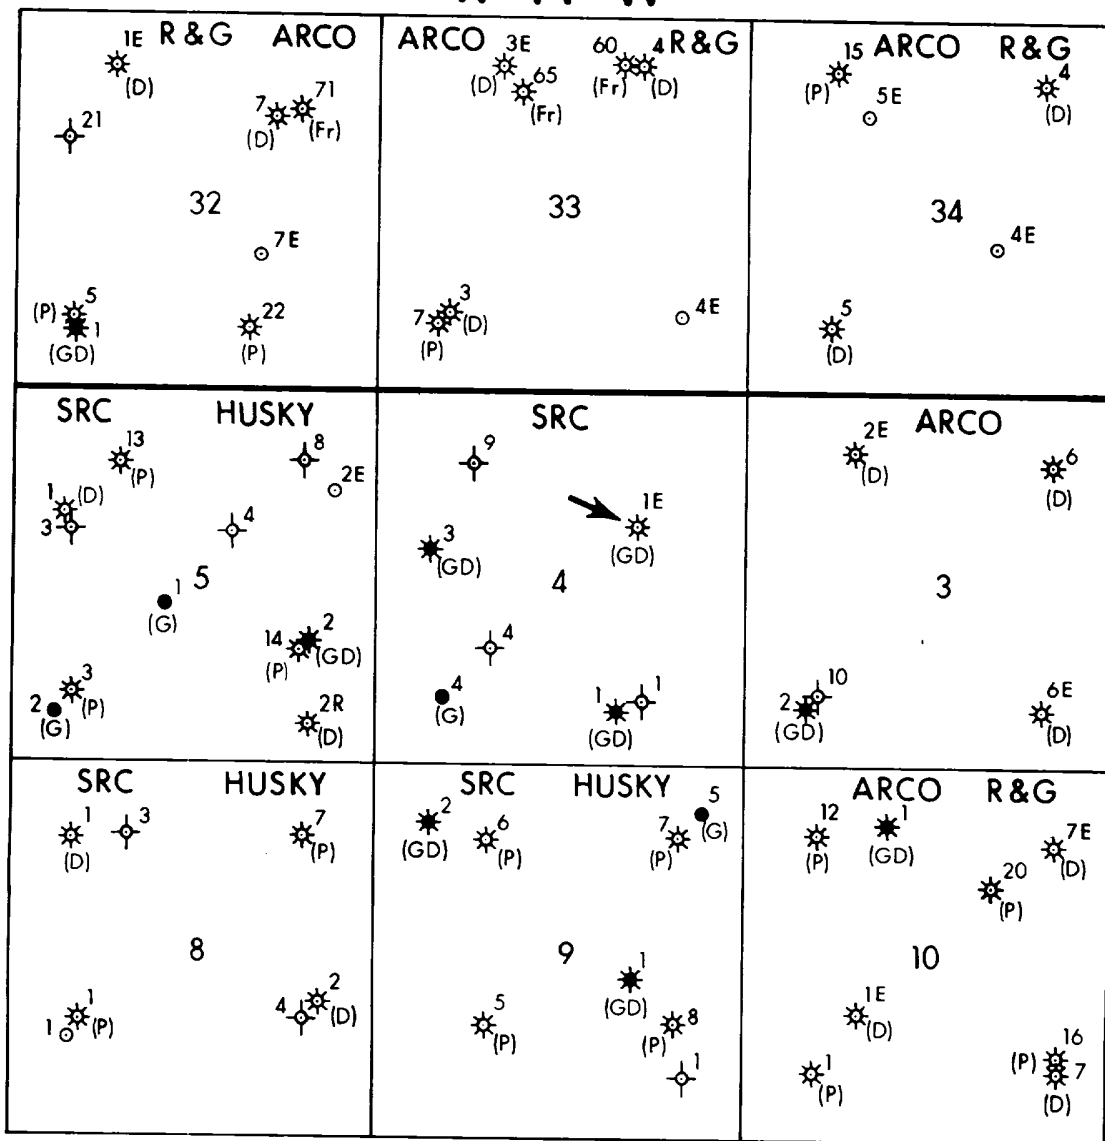 1E R & G ARCO
(D)
21
7 71
(D) (Fr)
32
7E
(P) 5
1
(GD)
22
(P)
ARCO 3E 60 4 R & G
(D) 65 (Fr) (D)
(Fr)
33
3
7 (D)
(P)
4E
15 ARCO R & G
(P) 4
5E (D)
34
4E
5
(D)
SRC HUSKY
13 8
(P)
2E
1 (D)
3 4
5
1
(G)
14 2
(P) (GD)
3
2 (P)
(G)
2R
(D)
SRC
9
1E
(GD)
3
(GD)
4
4
4
(G)
1 1
(GD)
ARCO
2E 6
(D) (D)
3
10
2
(GD)
6E
(D)
SRC HUSKY
1 3 7
(D) (P)
8
1 (P)
1
4 2
(D)
SRC HUSKY
2 6 7 5
(GD) (P) (P) (G)
9
1
(GD)
5 8
(P) (P)
1
ARCO R & G
12 1 7E
(P) (GD) (D)
20
(P)
10
1E
(D)
1
(P)
16
(P)
7
(D)